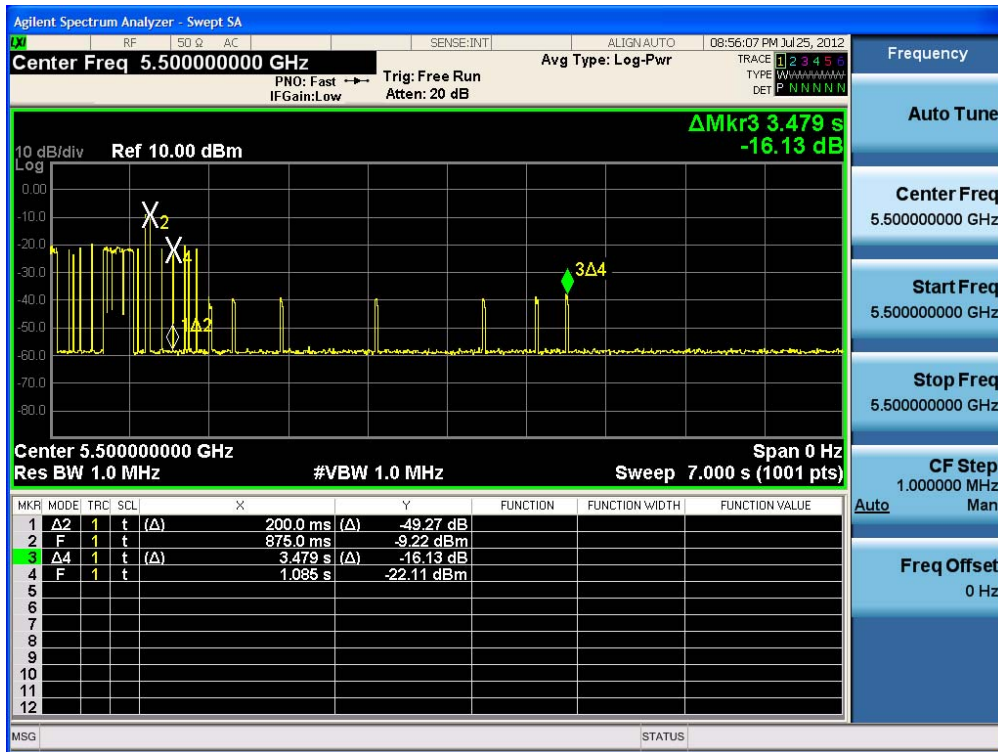 Agilent Spectrum Analyzer - Swept SA
LXI RF 50 Ω AC SENSE:INT ALIGN AUTO 08:56:07 PM Jul 25, 2012
Center Freq 5.500000000 GHz
PNO: Fast
IFGain:Low
Trig: Free Run
Atten: 20 dB
Avg Type: Log-Pwr
TRACE 1 2 3 4 5 6
TYPE
DET P N N N N N
ΔMkr3 3.479 s
-16.13 dB
10 dB/div Ref 10.00 dBm
Log
0.00
-10.0
-20.0
-30.0
-40.0
-50.0
-60.0
-70.0
-80.0
2
4
1Δ2
3Δ4
Center 5.500000000 GHz Span 0 Hz
Res BW 1.0 MHz #VBW 1.0 MHz Sweep 7.000 s (1001 pts)
MKR MODE TRC SCL X Y FUNCTION FUNCTION WIDTH FUNCTION VALUE
1 Δ2 1 t (Δ) 200.0 ms (Δ) -49.27 dB
2 F 1 t 875.0 ms -9.22 dBm
3 Δ4 1 t (Δ) 3.479 s (Δ) -16.13 dB
4 F 1 t 1.085 s -22.11 dBm
5
6
7
8
9
10
11
12
MSG STATUS
Frequency
Auto Tune
Center Freq
5.500000000 GHz
Start Freq
5.500000000 GHz
Stop Freq
5.500000000 GHz
CF Step
1.000000 MHz
Auto Man
Freq Offset
0 Hz